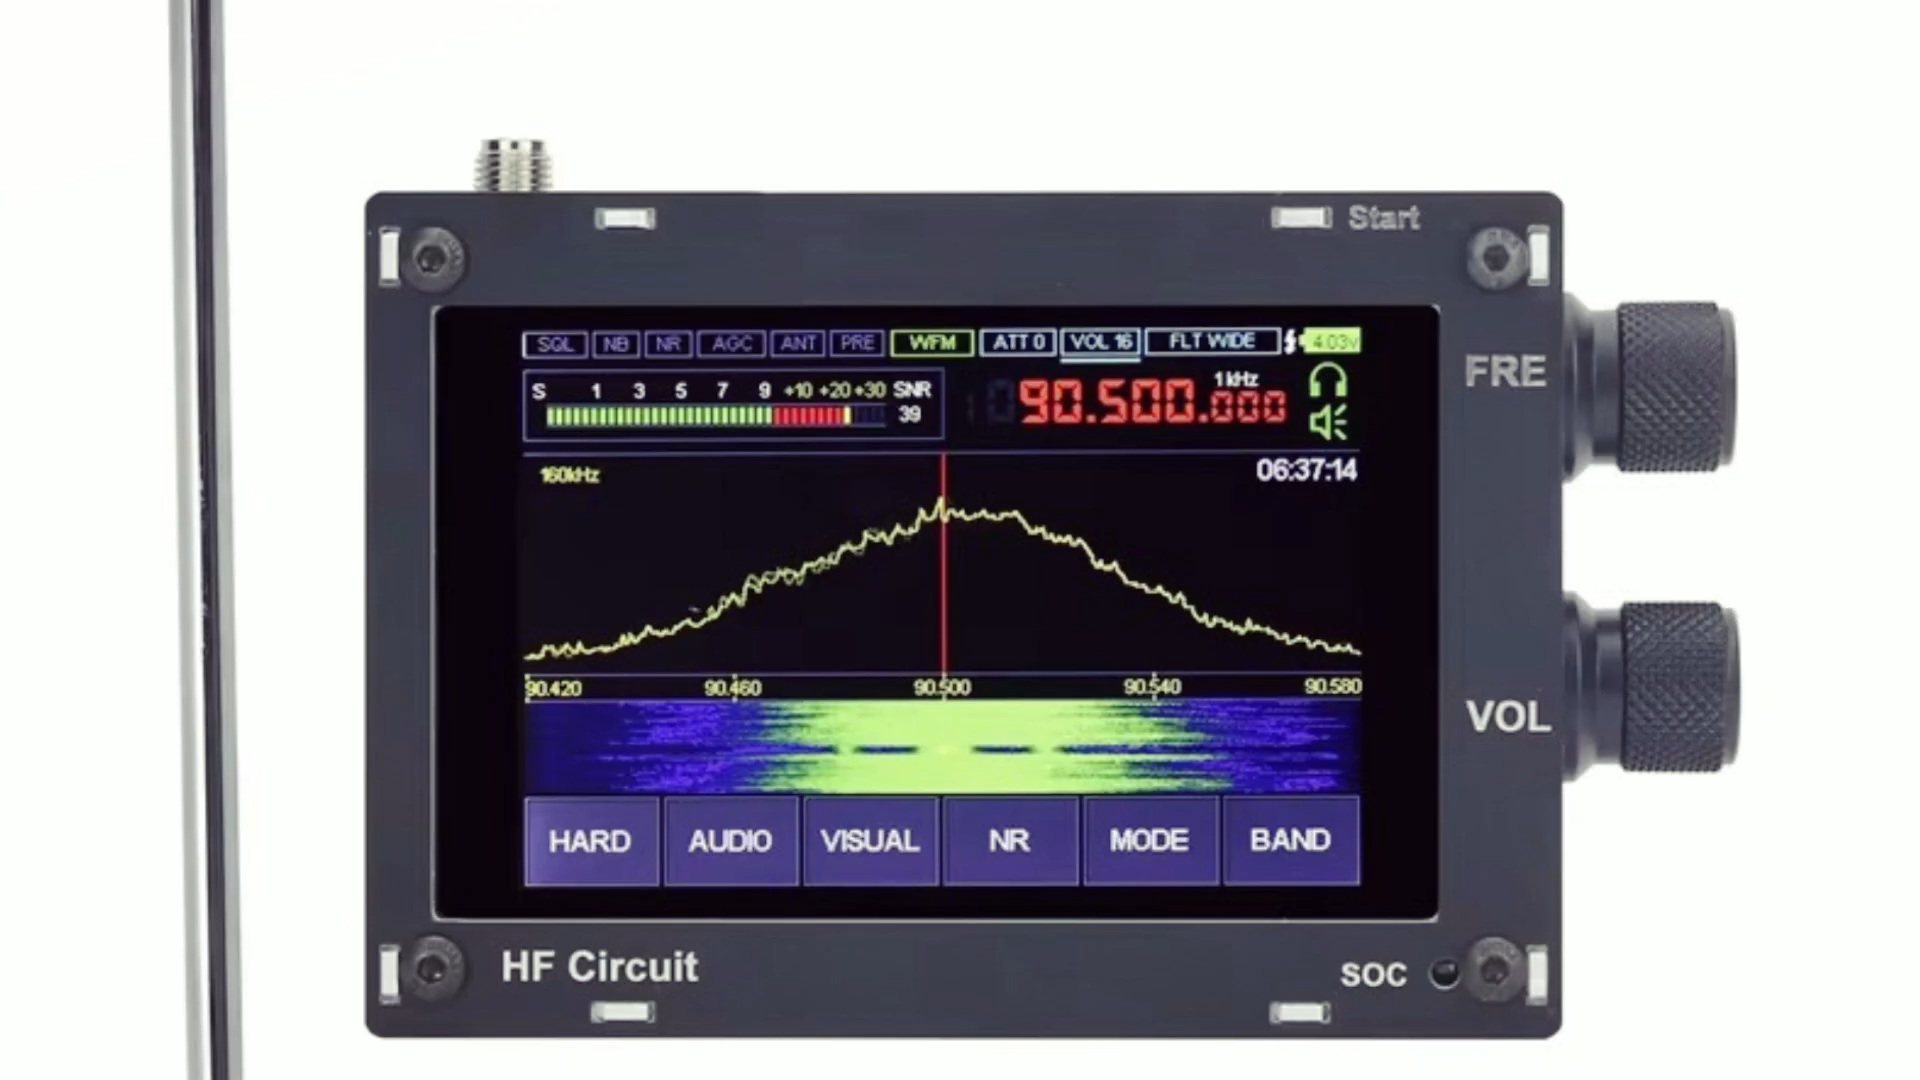 Start
SQL NB NR AGC ANT PRE WFM ATT 0 VOL 16 FLT WIDE 4.03v
S 1 3 5 7 9 +10 +20 +30 SNR
39
1kHz
90.500.000
160kHz
06:37:14
90.420 90.460 90.500 90.540 90.580
HARD AUDIO VISUAL NR MODE BAND
FRE
VOL
HF Circuit
SOC